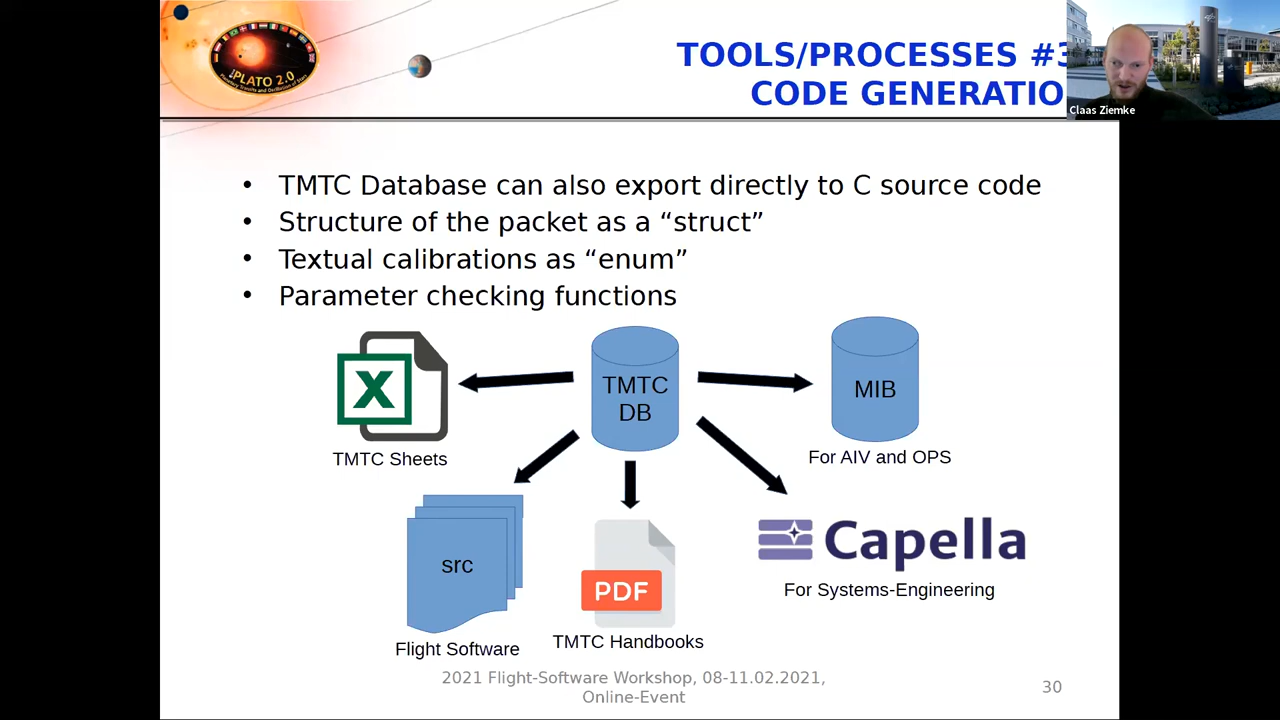 PLATO 2.0
TOOLS/PROCESSES #3
CODE GENERATIO
Claas Ziemke
• TMTC Database can also export directly to C source code
• Structure of the packet as a “struct”
• Textual calibrations as “enum”
• Parameter checking functions
X
TMTC Sheets
TMTC
DB
MIB
For AIV and OPS
src
Flight Software
PDF
TMTC Handbooks
Capella
For Systems-Engineering
2021 Flight-Software Workshop, 08-11.02.2021,
Online-Event
30